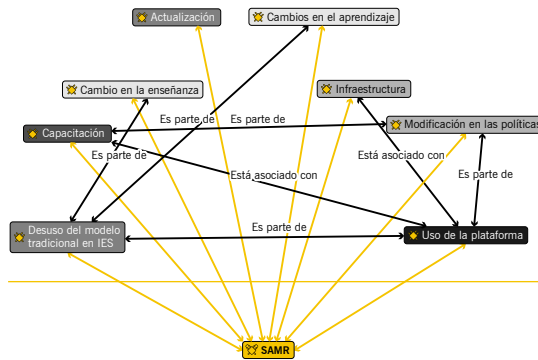 Actualización
Cambios en el aprendizaje
Cambio en la enseñanza
Infraestructura
Es parte de
Es parte de
Modificación en las políticas
Capacitación
Es parte de
Está asociado con
Está asociado con
Es parte de
Desuso del modelo
tradicional en IES
Es parte de
Uso de la plataforma
SAMR